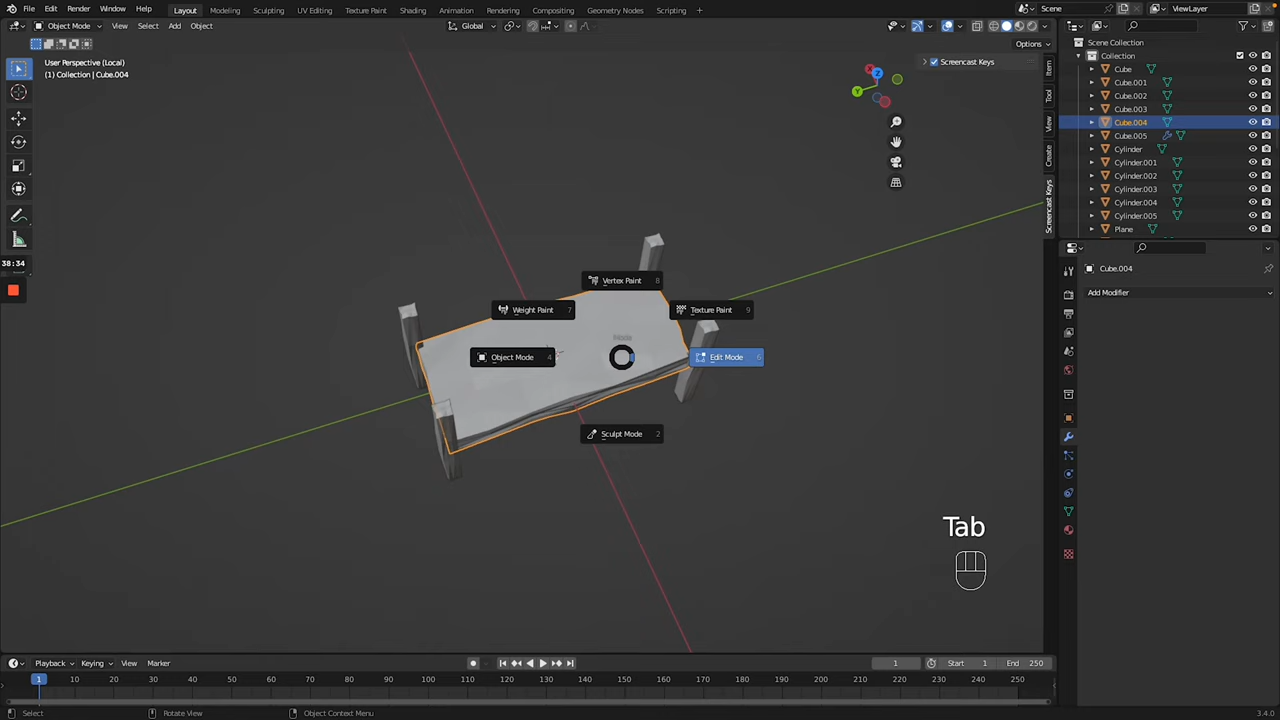 File Edit Render Window Help Layout Modeling Sculpting UV Editing Texture Paint Shading Animation Rendering Compositing Geometry Nodes Scripting Scene ViewLayer
Object Mode View Select Add Object Global
Options
User Perspective (Local)
(1) Collection | Cube.004
Screencast Keys
Item
Tool
View
Create
Screencast Keys
X
Y
Z
Scene Collection
Collection
Cube
Cube.001
Cube.002
Cube.003
Cube.004
Cube.005
Cylinder
Cylinder.001
Cylinder.002
Cylinder.003
Cylinder.004
Cylinder.005
Plane
Cube.004
Add Modifier
38:34
Vertex Paint 8
Weight Paint 7
Texture Paint 9
Mode
Object Mode 4
Edit Mode 6
Sculpt Mode 2
Tab
Playback Keying View Marker 1 Start 1 End 250
1 10 20 30 40 50 60 70 80 90 100 110 120 130 140 150 160 170 180 190 200 210 220 230 240 250
Select Rotate View Object Context Menu 3.4.0